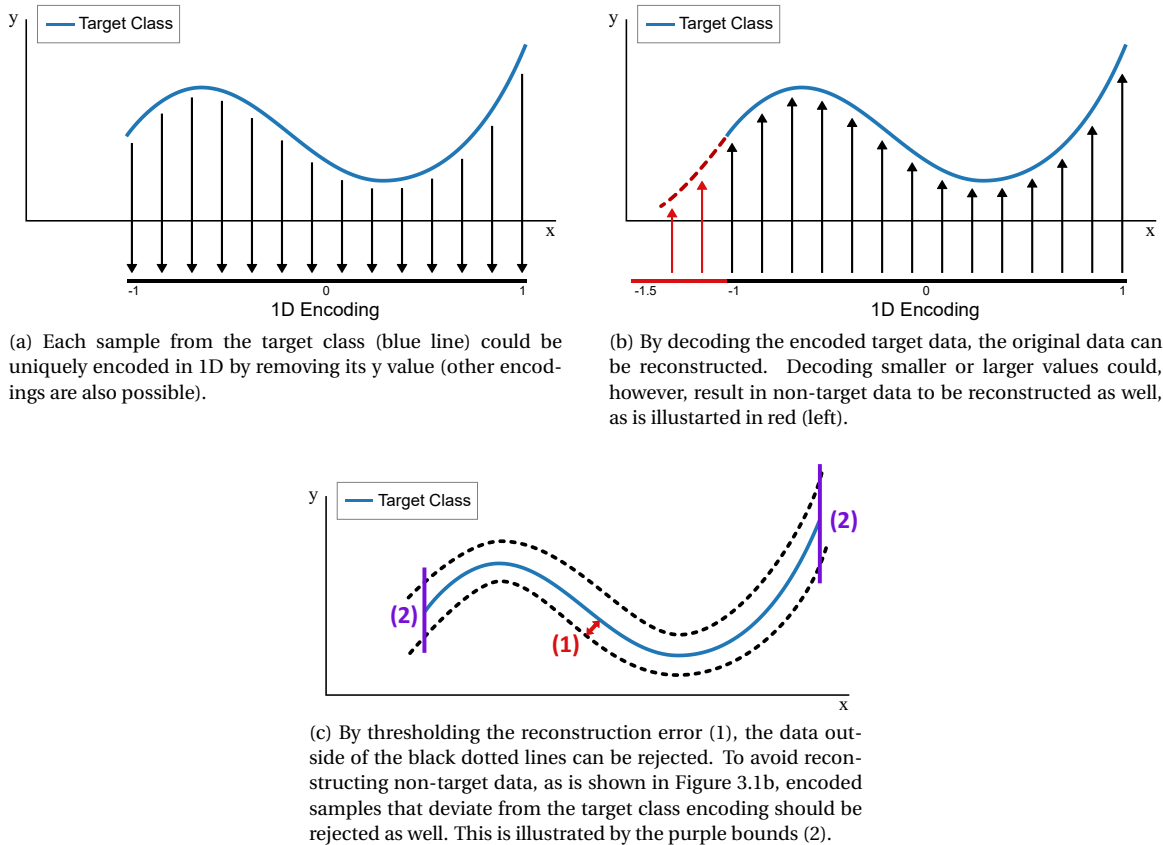 y
Target Class
x
-1
0
1
1D Encoding
(a) Each sample from the target class (blue line) could be
uniquely encoded in 1D by removing its y value (other encod-
ings are also possible).
y
Target Class
x
-1.5
-1
0
1
1D Encoding
(b) By decoding the encoded target data, the original data can
be reconstructed. Decoding smaller or larger values could,
however, result in non-target data to be reconstructed as well,
as is illustarted in red (left).
y
Target Class
(2)
(2)
(1)
x
(c) By thresholding the reconstruction error (1), the data out-
side of the black dotted lines can be rejected. To avoid recon-
structing non-target data, as is shown in Figure 3.1b, encoded
samples that deviate from the target class encoding should be
rejected as well. This is illustrated by the purple bounds (2).